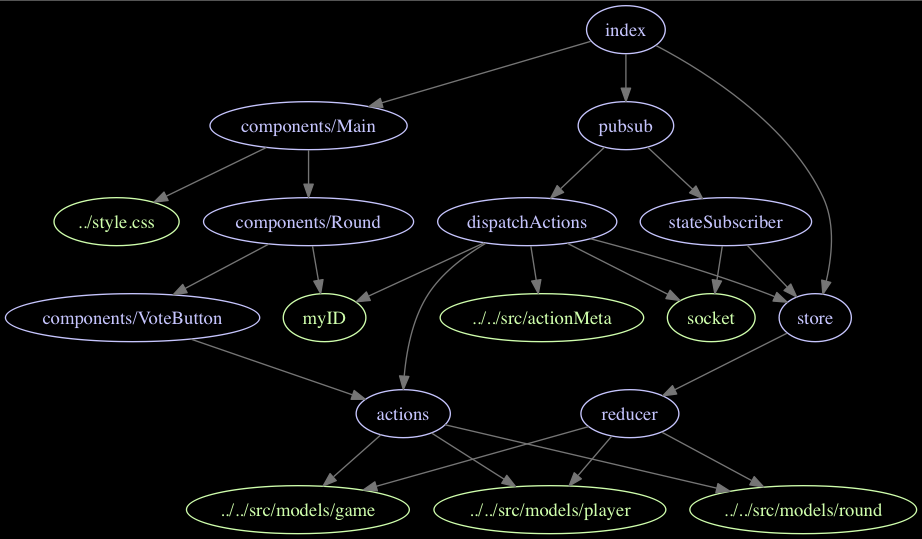 index
components/Main
pubsub
../style.css
components/Round
dispatchActions
stateSubscriber
components/VoteButton
myID
../../src/actionMeta
socket
store
actions
reducer
../../src/models/game
../../src/models/player
../../src/models/round